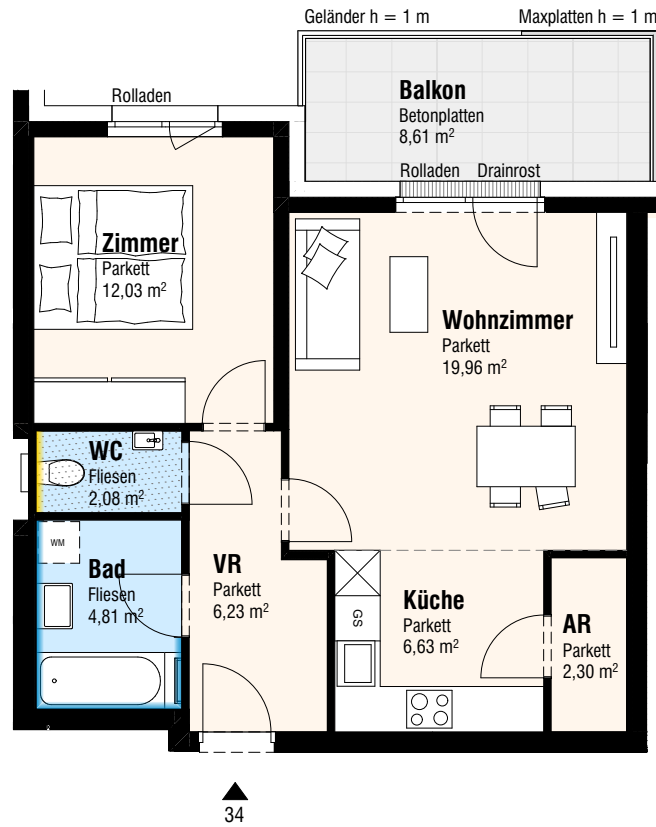 Geländer h = 1 m
Maxplatten h = 1 m
Rolladen
Balkon
Betonplatten
8,61 m²
Rolladen Drainrost
Zimmer
Parkett
12,03 m²
Wohnzimmer
Parkett
19,96 m²
WC
Fliesen
2,08 m²
WM
Bad
Fliesen
4,81 m²
VR
Parkett
6,23 m²
GS
Küche
Parkett
6,63 m²
AR
Parkett
2,30 m²
34